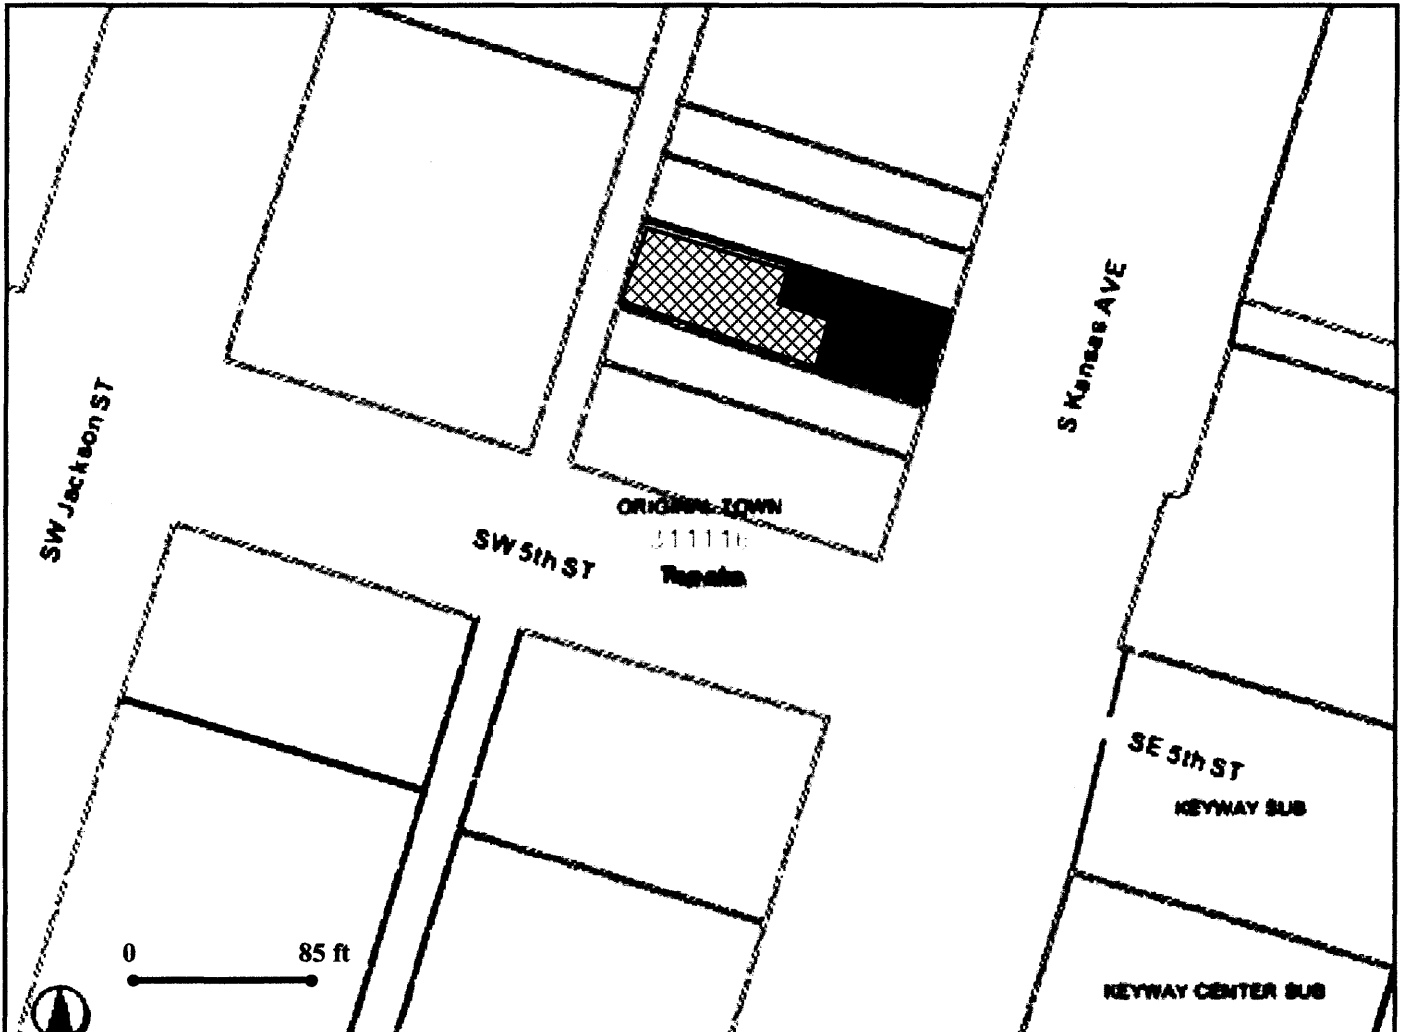 S Kansas AVE
SW Jackson ST
ORIGINAL TOWN
SW 5th ST
Topeka
SE 5th ST
KEYWAY SUB
0 85 ft
KEYWAY CENTER SUB